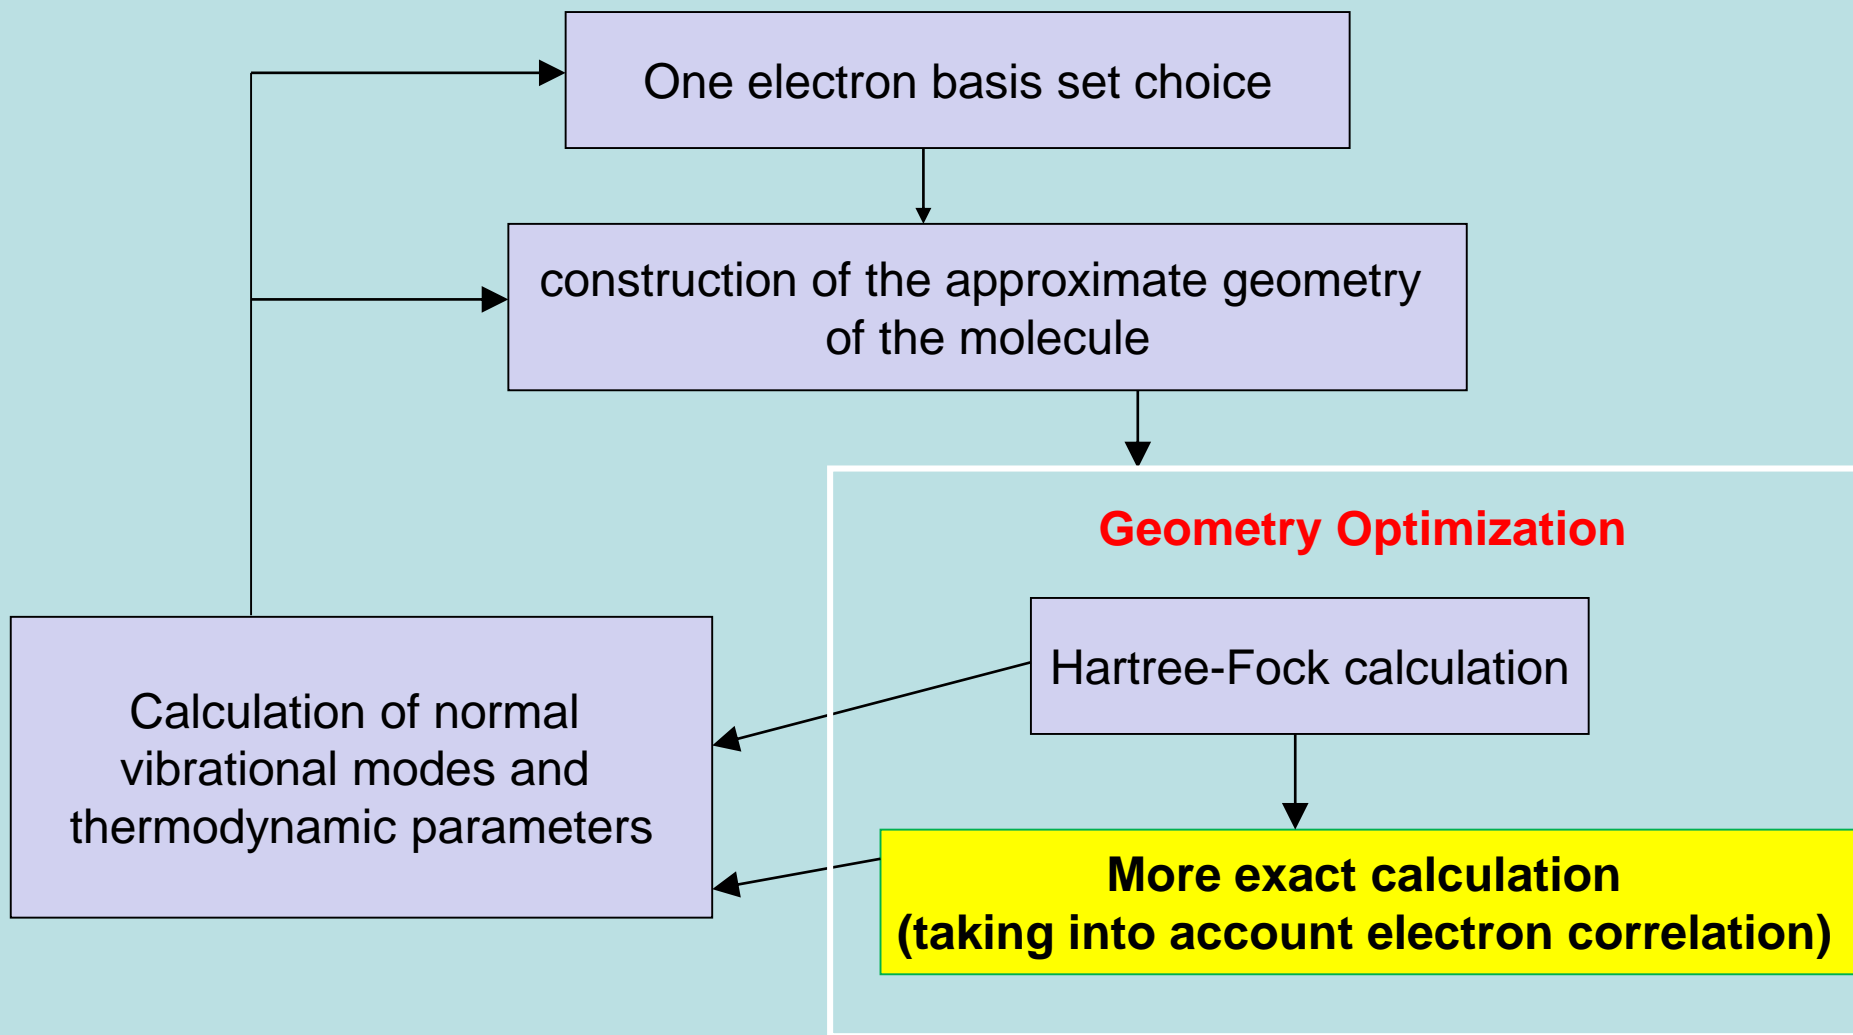 One electron basis set choice
construction of the approximate geometry
of the molecule
Geometry Optimization
Hartree-Fock calculation
Calculation of normal
vibrational modes and
thermodynamic parameters
More exact calculation
(taking into account electron correlation)